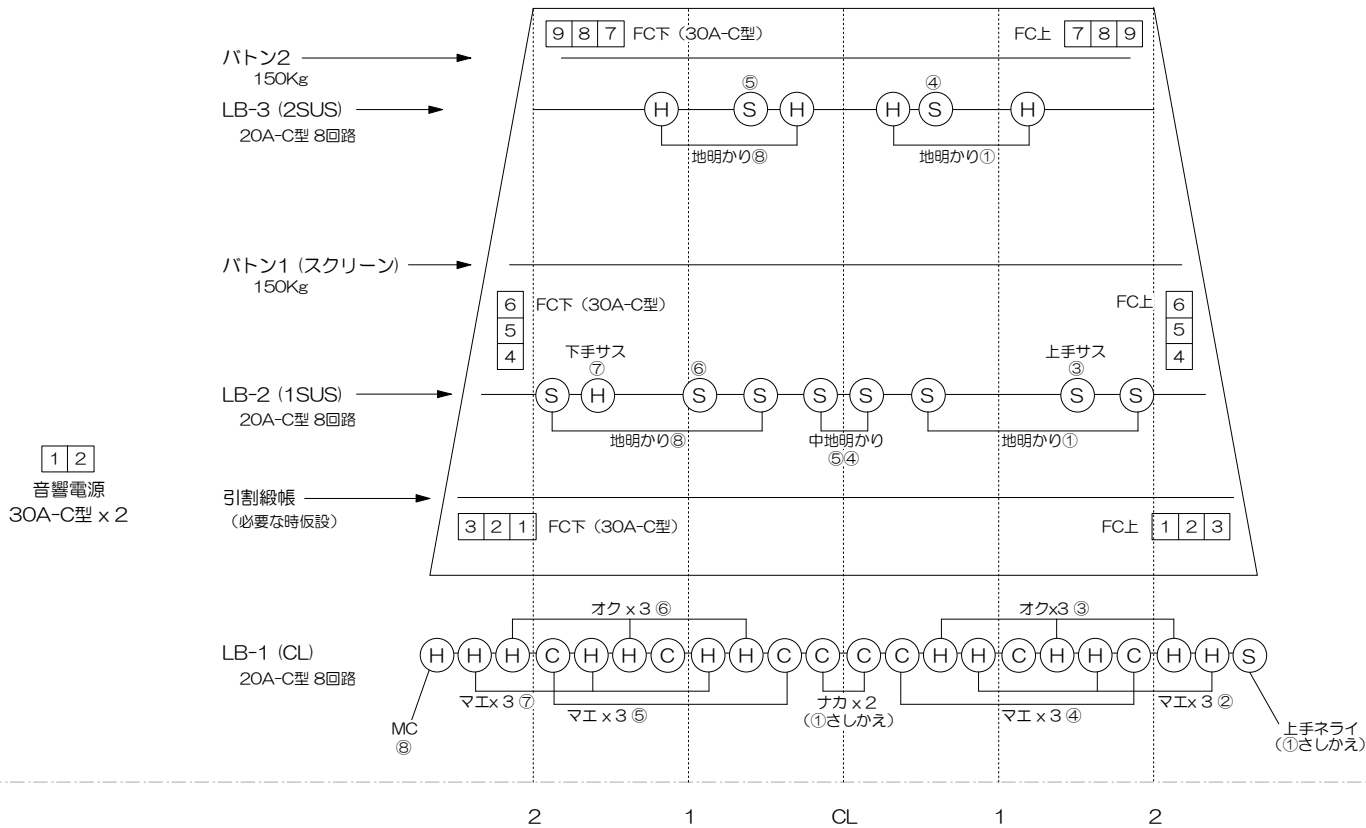 9 8 7 FC下（30A-C型） FC上 7 8 9
バトン2
150Kg
⑤ ④
LB-3 (2SUS) H S H H S H
20A-C型 8回路
地明かり⑧ 地明かり①
バトン1 (スクリーン)
150Kg
6 FC下（30A-C型） FC上 6
5 5
4 4
下手サス 上手サス
⑦ ⑥ ③
LB-2 (1SUS) S H S S S S S S S
20A-C型 8回路
地明かり⑧ 中地明かり 地明かり①
⑤④
1 2
音響電源
30A-C型 x 2
引割緞帳
（必要な時仮設）
3 2 1 FC下（30A-C型） FC上 1 2 3
オク x 3 ⑥ オクx3 ③
LB-1 (CL) H H H C H H C H H C C C C H H C H H C H H S
20A-C型 8回路
マエx 3 ⑦ マエ x 3 ⑤ ナカ x 2 マエ x 3 ④ マエx 3 ②
（①さしかえ）
MC 上手ネライ
⑧ （①さしかえ）
2 1 CL 1 2